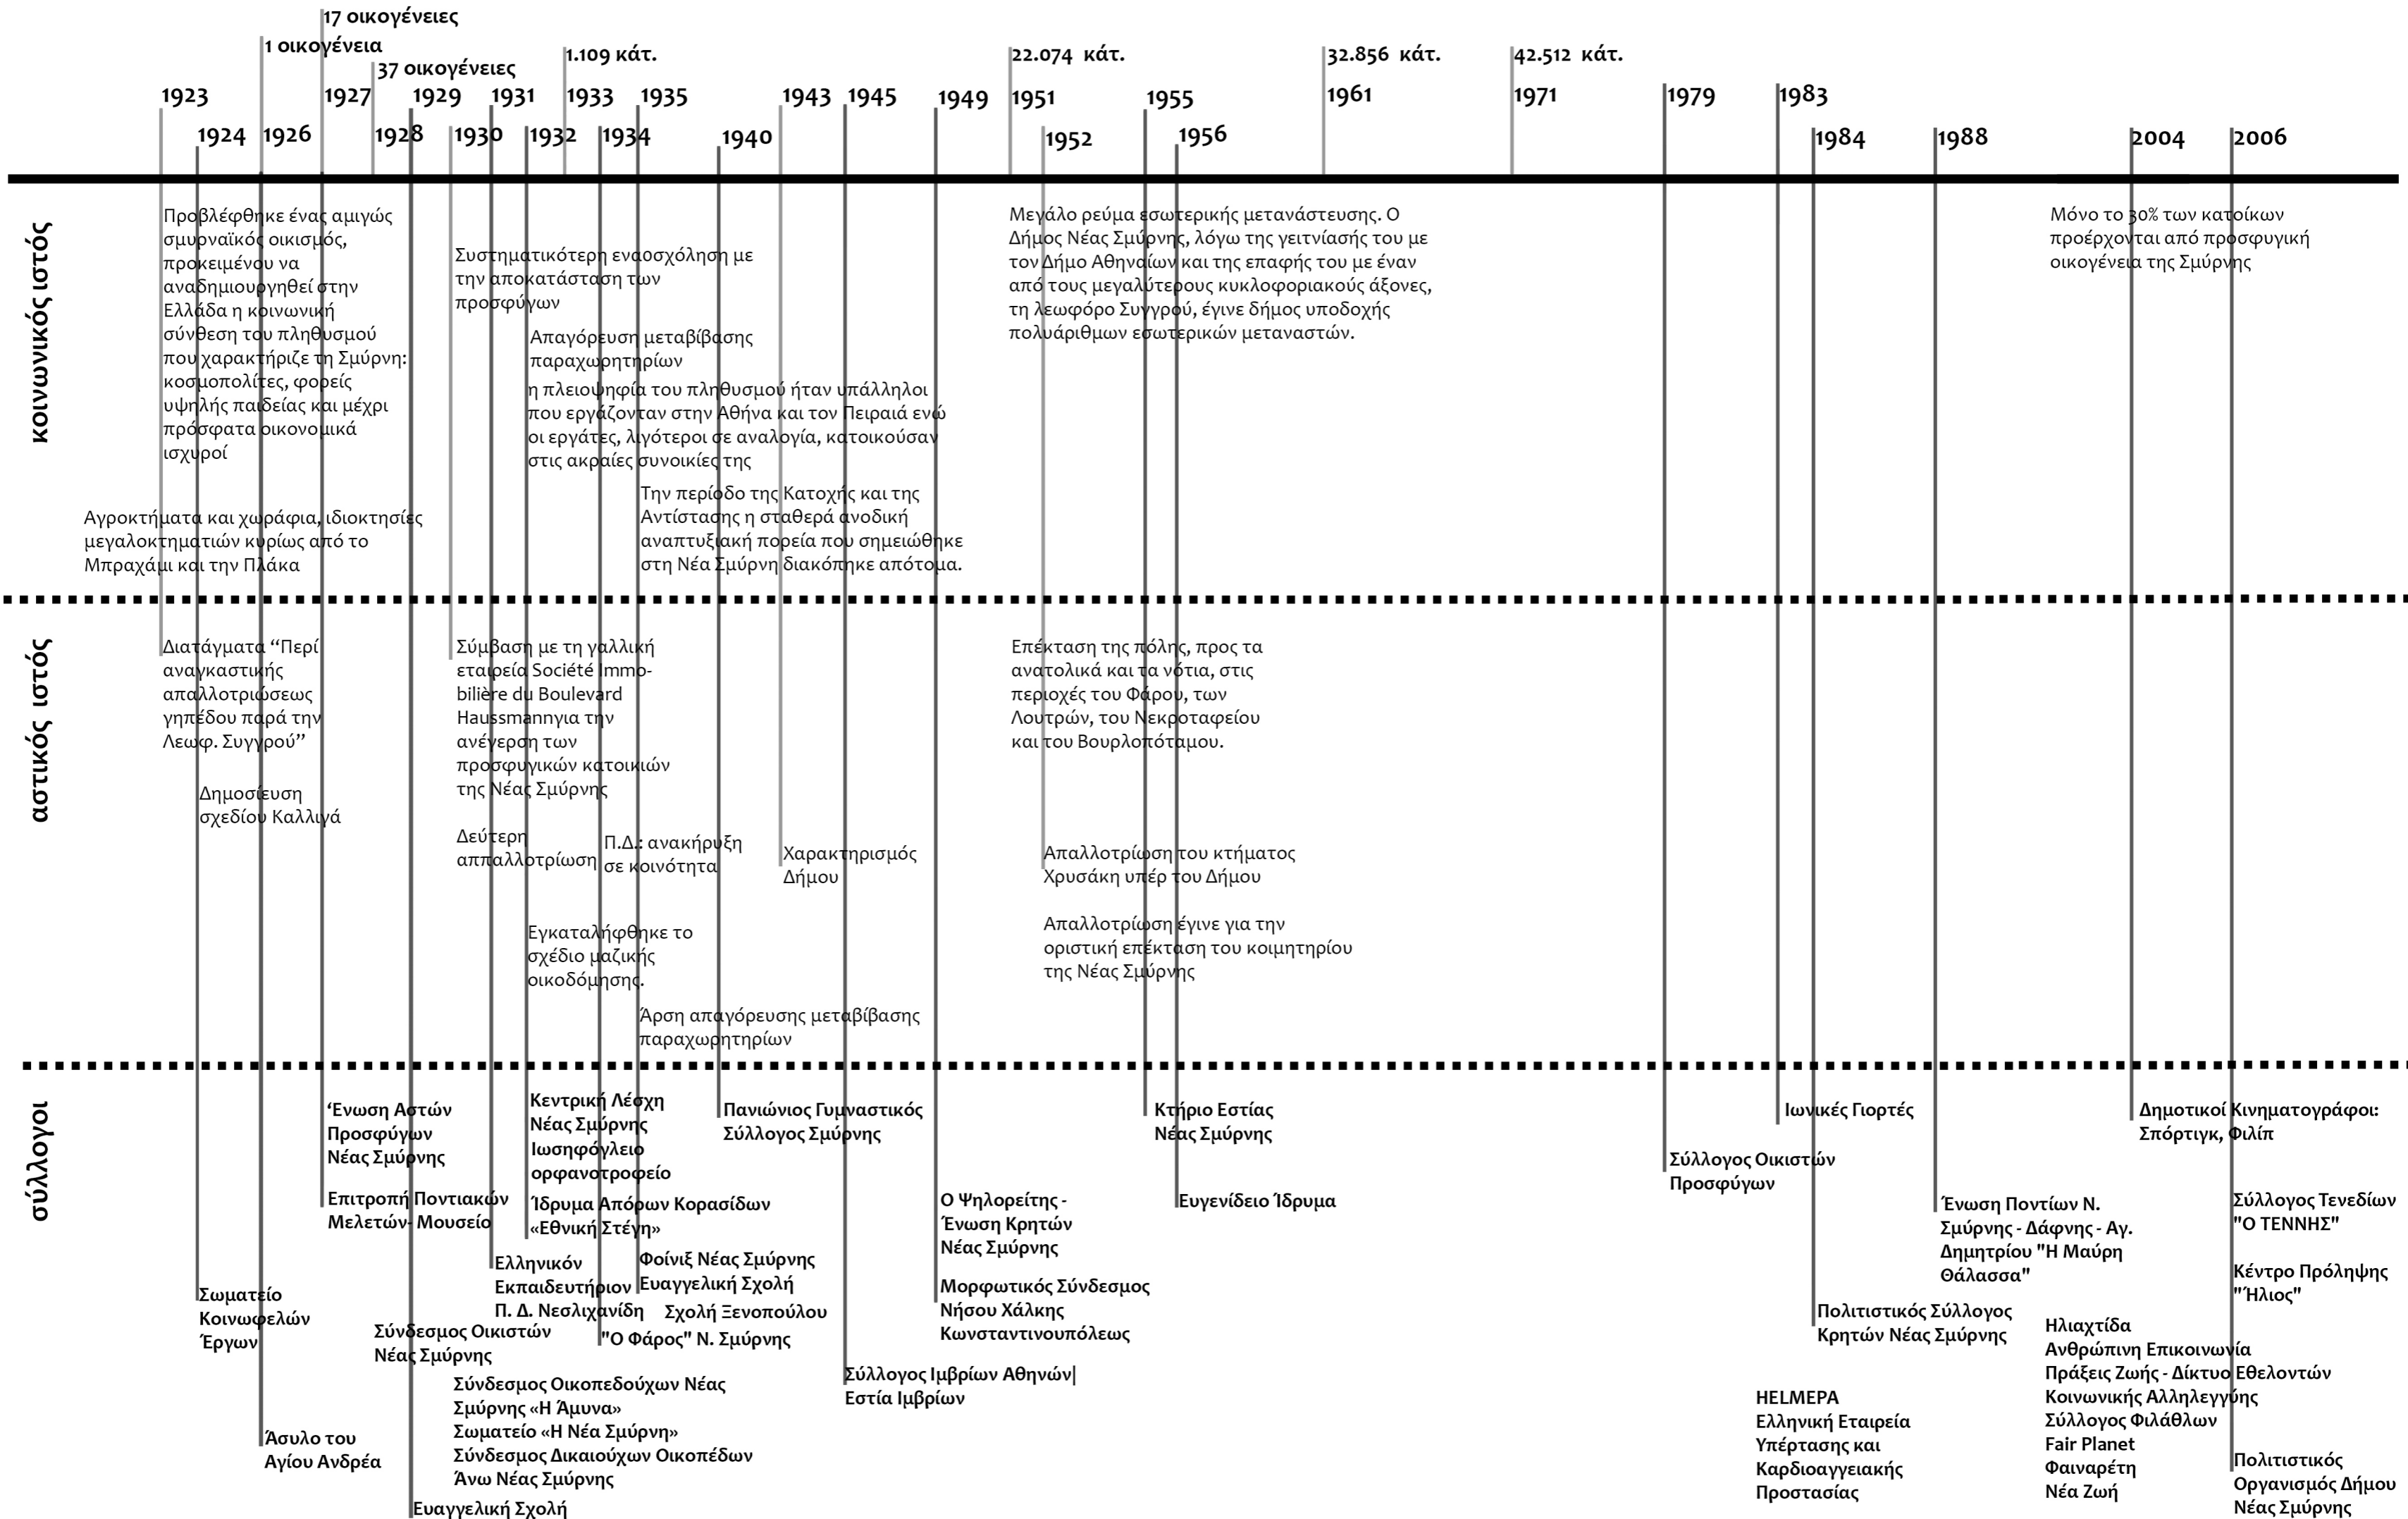 17 οικογένειες
1 οικογένεια
37 οικογένειες
1.109 κάτ.
22.074 κάτ.
32.856 κάτ.
42.512 κάτ.
1923
1927
1929
1931
1933
1935
1943
1945
1949
1951
1955
1961
1971
1979
1983
1924
1926
1928
1930
1932
1934
1940
1952
1956
1984
1988
2004
2006
κοινωνικός ιστός
Προβλέφθηκε ένας αμιγώς
σμυρναϊκός οικισμός,
προκειμένου να
αναδημιουργηθεί στην
Ελλάδα η κοινωνική
σύνθεση του πληθυσμού
που χαρακτήριζε τη Σμύρνη:
κοσμοπολίτες, φορείς
υψηλής παιδείας και μέχρι
πρόσφατα οικονομικά
ισχυροί
Αγροκτήματα και χωράφια, ιδιοκτησίες
μεγαλοκτηματιών κυρίως από το
Μπραχάμι και την Πλάκα
Συστηματικότερη εναοσχόληση με
την αποκατάσταση των
προσφύγων
Απαγόρευση μεταβίβασης
παραχωρητηρίων
η πλειοψηφία του πληθυσμού ήταν υπάλληλοι
που εργάζονταν στην Αθήνα και τον Πειραιά ενώ
οι εργάτες, λιγότεροι σε αναλογία, κατοικούσαν
στις ακραίες συνοικίες της
Την περίοδο της Κατοχής και της
Αντίστασης η σταθερά ανοδική
αναπτυξιακή πορεία που σημειώθηκε
στη Νέα Σμύρνη διακόπηκε απότομα.
Μεγάλο ρεύμα εσωτερικής μετανάστευσης. Ο
Δήμος Νέας Σμύρνης, λόγω της γειτνίασής του με
τον Δήμο Αθηναίων και της επαφής του με έναν
από τους μεγαλύτερους κυκλοφοριακούς άξονες,
τη λεωφόρο Συγγρού, έγινε δήμος υποδοχής
πολυάριθμων εσωτερικών μεταναστών.
Μόνο το 30% των κατοίκων
προέρχονται από προσφυγική
οικογένεια της Σμύρνης
αστικός ιστός
Διατάγματα “Περί
αναγκαστικής
απαλλοτριώσεως
γηπέδου παρά την
Λεωφ. Συγγρού”
Δημοσίευση
σχεδίου Καλλιγά
Σύμβαση με τη γαλλική
εταιρεία Société Immo-
bilière du Boulevard
Haussmannγια την
ανέγερση των
προσφυγικών κατοικιών
της Νέας Σμύρνης
Δεύτερη
αππαλλοτρίωση
Π.Δ.: ανακήρυξη
σε κοινότητα
Εγκαταλήφθηκε το
σχέδιο μαζικής
οικοδόμησης.
Άρση απαγόρευσης μεταβίβασης
παραχωρητηρίων
Χαρακτηρισμός
Δήμου
Επέκταση της πόλης, προς τα
ανατολικά και τα νότια, στις
περιοχές του Φάρου, των
Λουτρών, του Νεκροταφείου
και του Βουρλοπόταμου.
Απαλλοτρίωση του κτήματος
Χρυσάκη υπέρ του Δήμου
Απαλλοτρίωση έγινε για την
οριστική επέκταση του κοιμητηρίου
της Νέας Σμύρνης
σύλλογοι
Σωματείο
Κοινωφελών
Έργων
Άσυλο του
Αγίου Ανδρέα
‘Ενωση Αστών
Προσφύγων
Νέας Σμύρνης
Επιτροπή Ποντιακών
Μελετών- Μουσείο
Σύνδεσμος Οικιστών
Νέας Σμύρνης
Ευαγγελική Σχολή
Σύνδεσμος Οικοπεδούχων Νέας
Σμύρνης «Η Άμυνα»
Σωματείο «Η Νέα Σμύρνη»
Σύνδεσμος Δικαιούχων Οικοπέδων
Άνω Νέας Σμύρνης
Ελληνικόν
Εκπαιδευτήριον
Π. Δ. Νεσλιχανίδη
Κεντρική Λέσχη
Νέας Σμύρνης
Ιωσηφόγλειο
ορφανοτροφείο
Ίδρυμα Απόρων Κορασίδων
«Εθνική Στέγη»
Φοίνιξ Νέας Σμύρνης
Ευαγγελική Σχολή
Σχολή Ξενοπούλου
"Ο Φάρος" Ν. Σμύρνης
Πανιώνιος Γυμναστικός
Σύλλογος Σμύρνης
Σύλλογος Ιμβρίων Αθηνών|
Εστία Ιμβρίων
Ο Ψηλορείτης -
Ένωση Κρητών
Νέας Σμύρνης
Μορφωτικός Σύνδεσμος
Νήσου Χάλκης
Κωνσταντινουπόλεως
Κτήριο Εστίας
Νέας Σμύρνης
Ευγενίδειο Ίδρυμα
Σύλλογος Οικιστών
Προσφύγων
Ιωνικές Γιορτές
Πολιτιστικός Σύλλογος
Κρητών Νέας Σμύρνης
HELMEPA
Ελληνική Εταιρεία
Υπέρτασης και
Καρδιοαγγειακής
Προστασίας
Ένωση Ποντίων Ν.
Σμύρνης - Δάφνης - Αγ.
Δημητρίου "Η Μαύρη
Θάλασσα"
Δημοτικοί Κινηματογράφοι:
Σπόρτιγκ, Φιλίπ
Σύλλογος Τενεδίων
"Ο ΤΕΝΝΗΣ"
Κέντρο Πρόληψης
"Ήλιος"
Ηλιαχτίδα
Ανθρώπινη Επικοινωνία
Πράξεις Ζωής - Δίκτυο Εθελοντών
Κοινωνικής Αλληλεγγύης
Σύλλογος Φιλάθλων
Fair Planet
Φαιναρέτη
Νέα Ζωή
Πολιτιστικός
Οργανισμός Δήμου
Νέας Σμύρνης